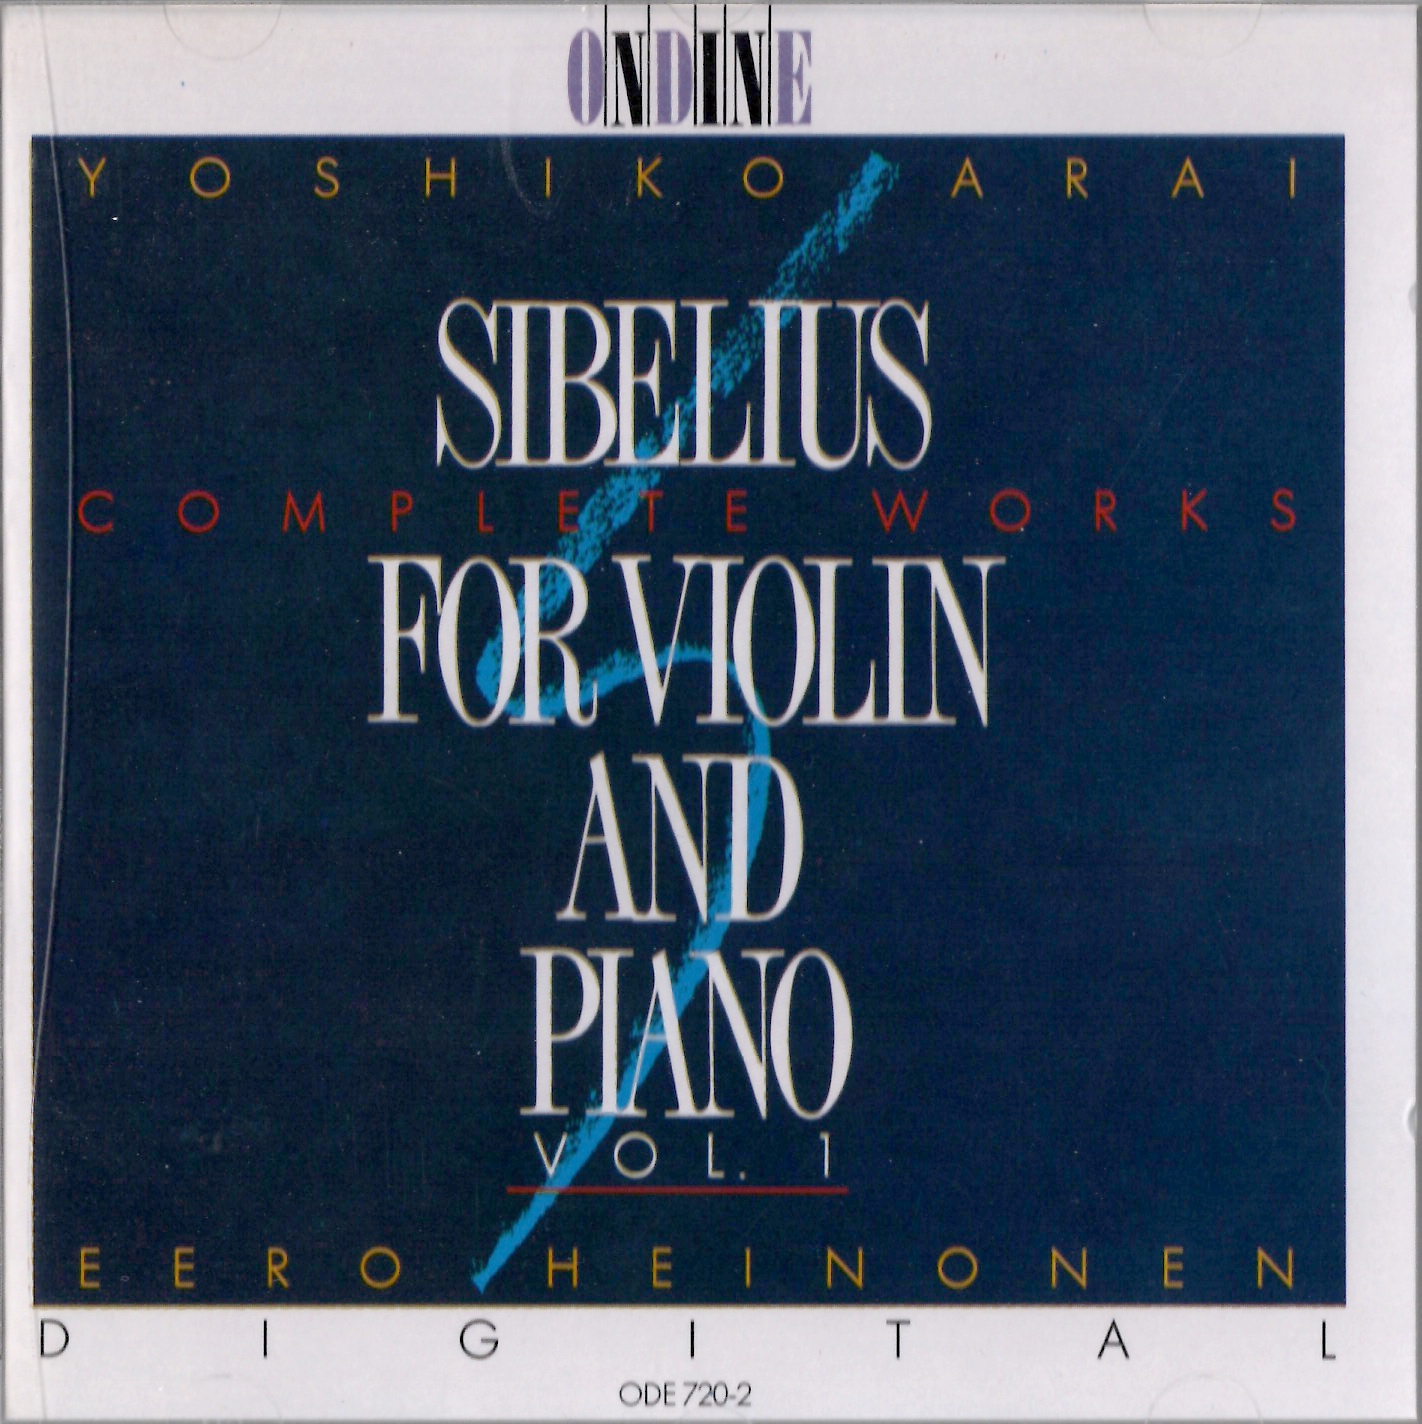 ONDINE
YOSHIKO ARAI
SIBELIUS
COMPLETE WORKS
FOR VIOLIN
AND
PIANO
VOL. 1
EERO HEINONEN
DIGITAL
ODE 720-2